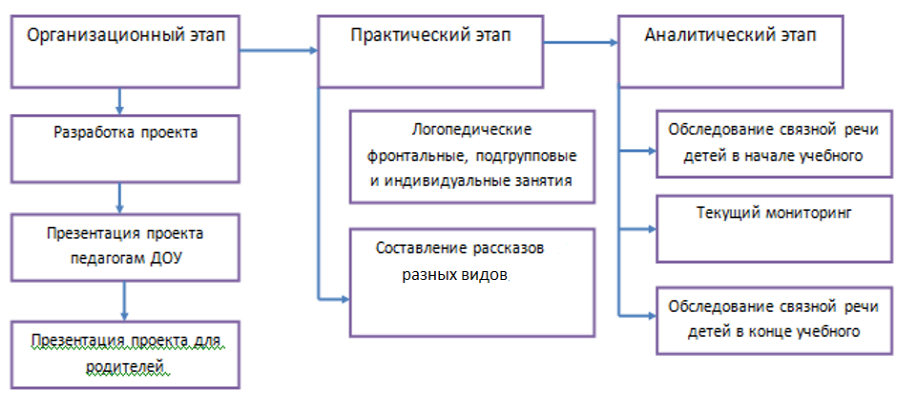 Организационный этап
Разработка проекта
Презентация проекта
педагогам ДОУ
Презентация проекта для
родителей
Практический этап
Логопедические
фронтальные, подгрупповые
и индивидуальные занятия
Составление рассказов
разных видов
Аналитический этап
Обследование связной речи
детей в начале учебного
Текущий мониторинг
Обследование связной речи
детей в конце учебного